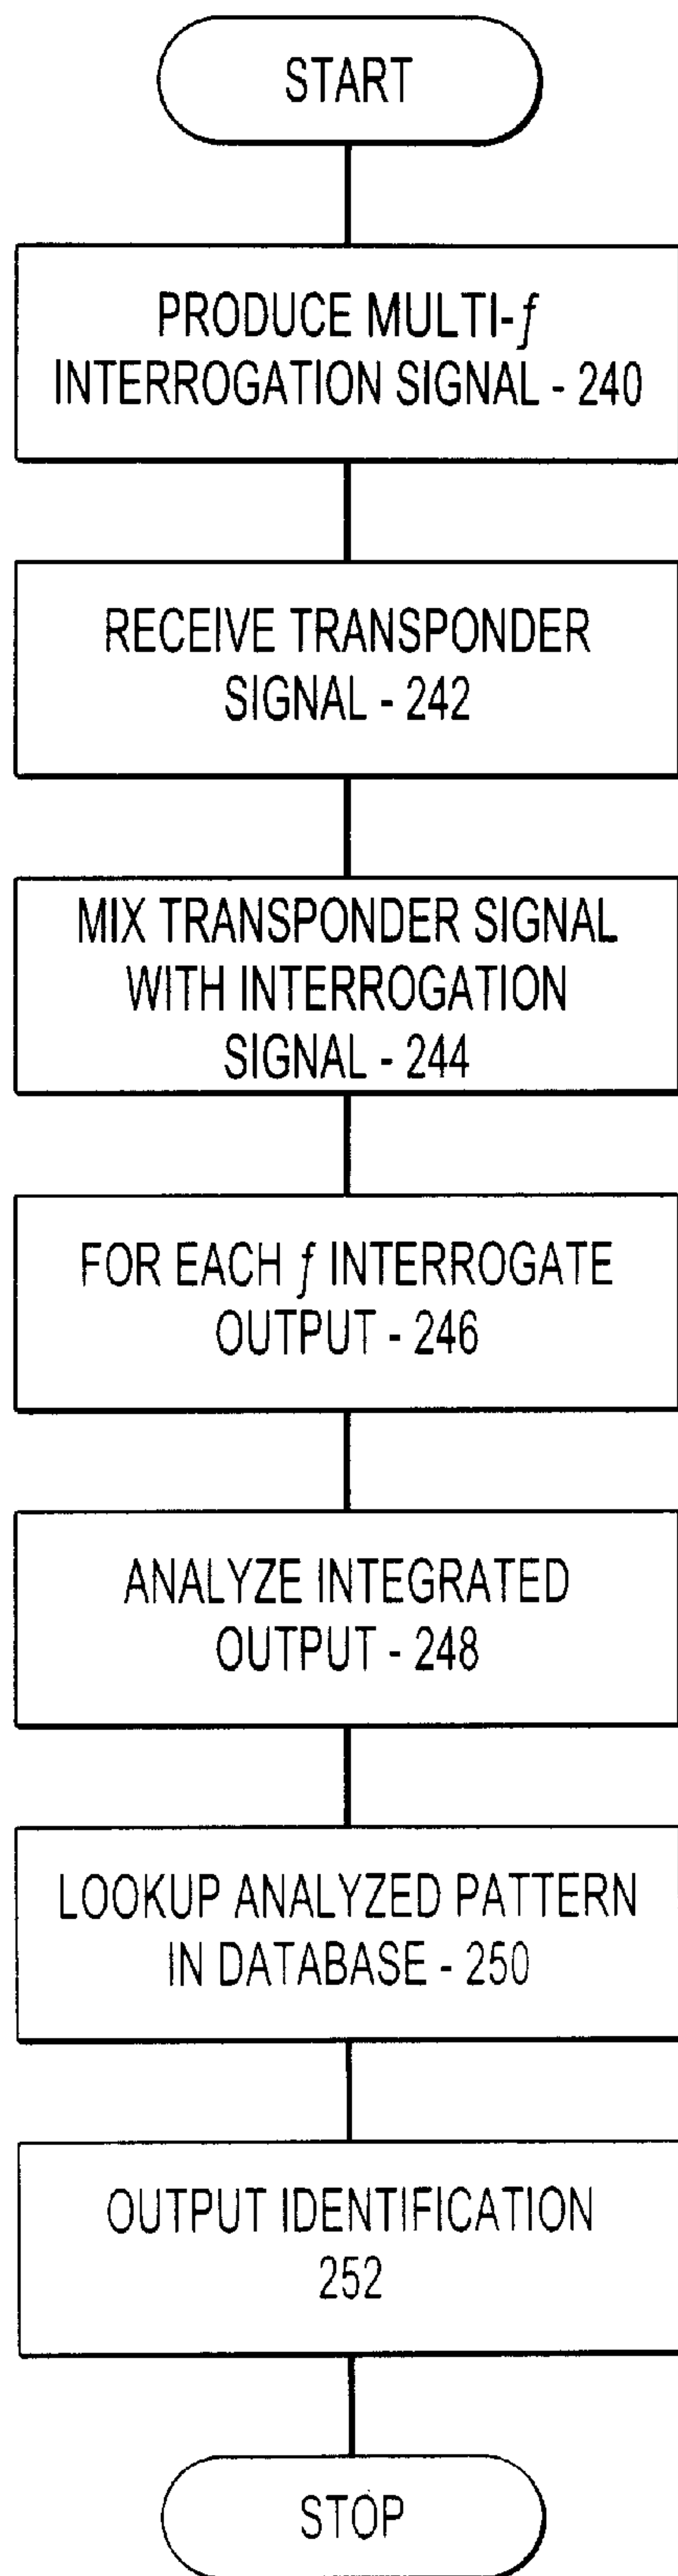 START
PRODUCE MULTI-ƒ
INTERROGATION SIGNAL - 240
RECEIVE TRANSPONDER
SIGNAL - 242
MIX TRANSPONDER SIGNAL
WITH INTERROGATION
SIGNAL - 244
FOR EACH ƒ INTERROGATE
OUTPUT - 246
ANALYZE INTEGRATED
OUTPUT - 248
LOOKUP ANALYZED PATTERN
IN DATABASE - 250
OUTPUT IDENTIFICATION
252
STOP